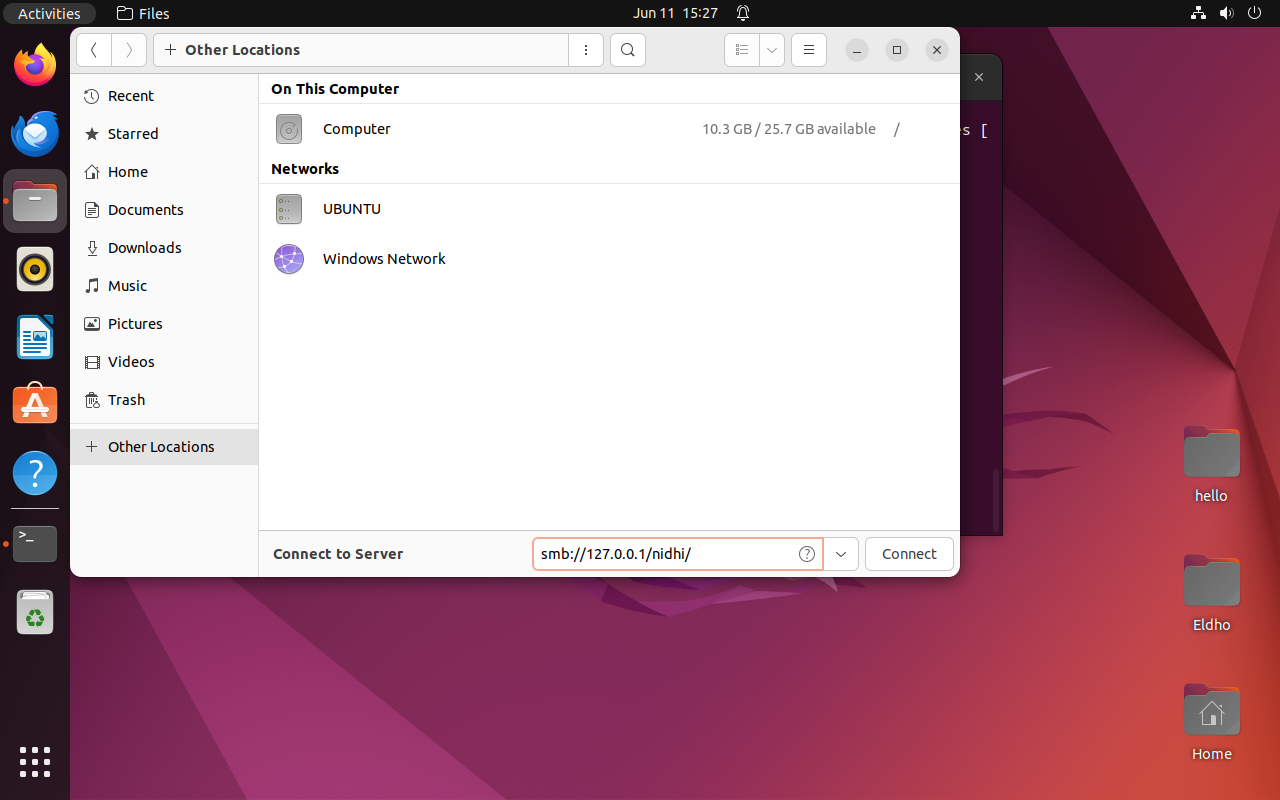 Activities Files Jun 11 15:27
Other Locations
Recent
Starred
Home
Documents
Downloads
Music
Pictures
Videos
Trash
Other Locations
On This Computer
Computer 10.3 GB / 25.7 GB available /
Networks
UBUNTU
Windows Network
Connect to Server smb://127.0.0.1/nidhi/ ? Connect
s [
>_
hello
Eldho
Home